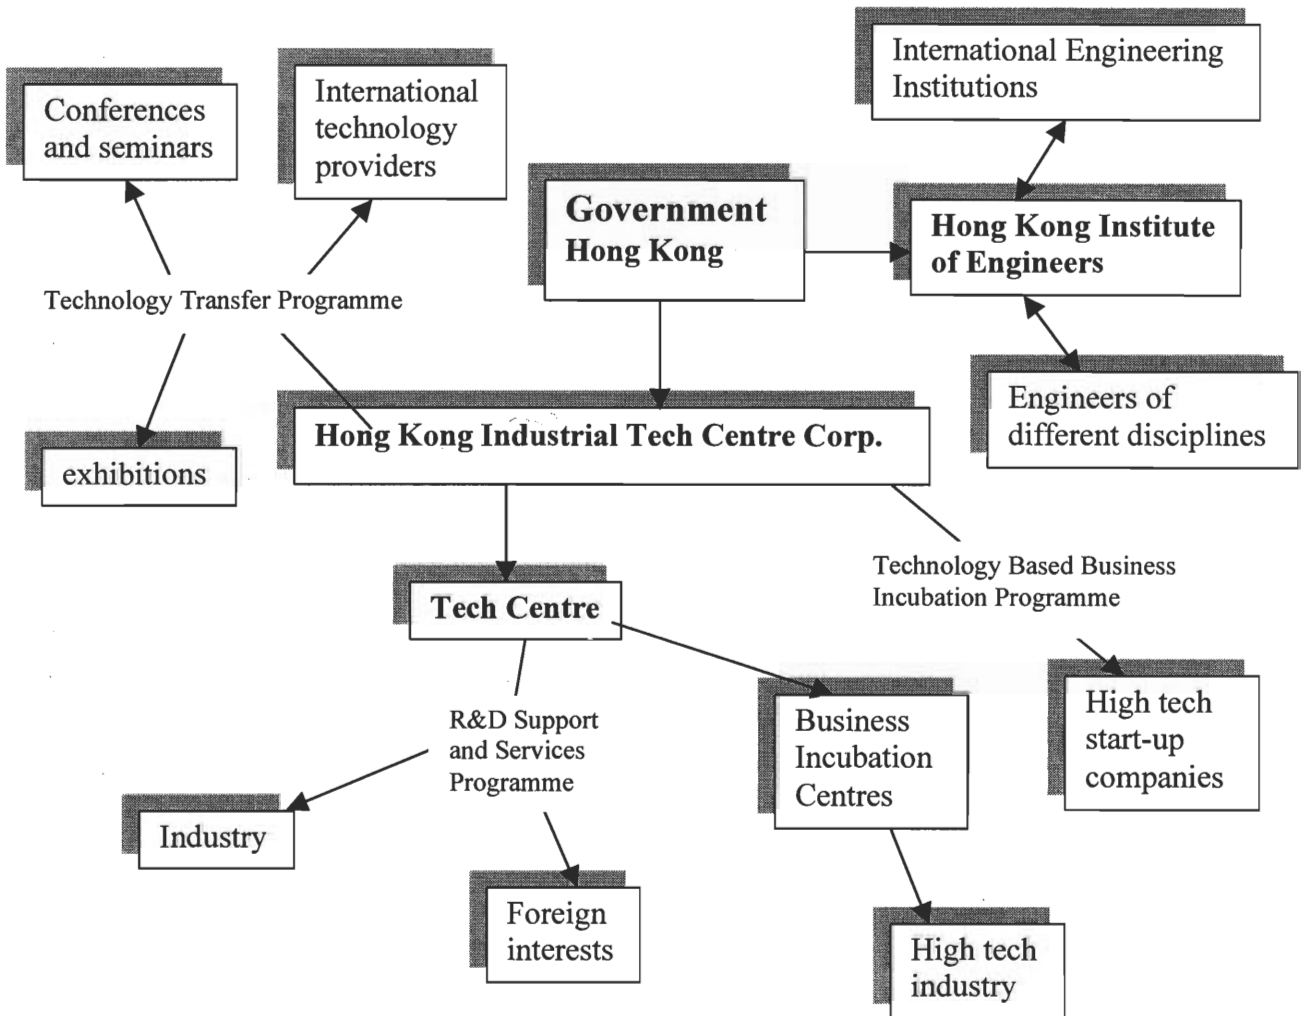 International Engineering
Institutions
Conferences
and seminars
International
technology
providers
Government
Hong Kong
Hong Kong Institute
of Engineers
Technology Transfer Programme
Engineers of
different disciplines
Hong Kong Industrial Tech Centre Corp.
exhibitions
Technology Based Business
Incubation Programme
Tech Centre
R&D Support
and Services
Programme
Business
Incubation
Centres
High tech
start-up
companies
Industry
Foreign
interests
High tech
industry